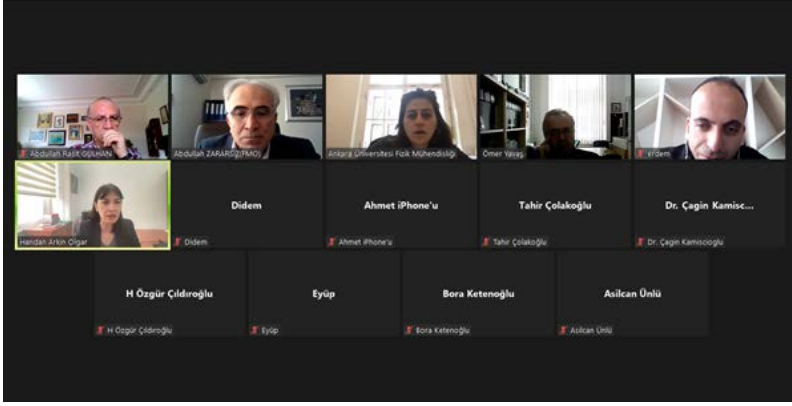 Abdullah Raşit GÜLHAN
Abdullah ZARARSIZ(FMO)
Ankara Üniversitesi Fizik Mühendisliği
Ömer Yavaş
erdem
Handan Arkın Olgar
Didem
Didem
Ahmet iPhone'u
Ahmet iPhone'u
Tahir Çolakoğlu
Tahir Çolakoğlu
Dr. Çagin Kamisc...
Dr. Çagin Kamiscioglu
H Özgür Çıldıroğlu
H Özgür Çıldıroğlu
Eyüp
Eyüp
Bora Ketenoğlu
Bora Ketenoğlu
Asilcan Ünlü
Asilcan Ünlü